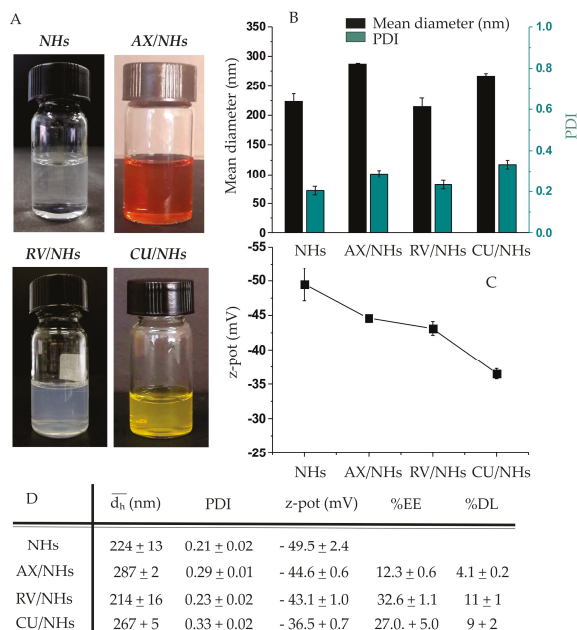 A
NHs
AX/NHs
RV/NHs
CU/NHs
B
Mean diameter (nm)
PDI
Mean diameter (nm)
350
300
250
200
150
100
50
0
1.0
0.8
0.6
0.4
0.2
0.0
PDI
NHs AX/NHs RV/NHs CU/NHs
C
z-pot (mV)
-55
-50
-45
-40
-35
-25
NHs AX/NHs RV/NHs CU/NHs
D d̅ₕ (nm) PDI z-pot (mV) %EE %DL
NHs 224 ± 13 0.21 ± 0.02 - 49.5 ± 2.4
AX/NHs 287 ± 2 0.29 ± 0.01 - 44.6 ± 0.6 12.3 ± 0.6 4.1 ± 0.2
RV/NHs 214 ± 16 0.23 ± 0.02 - 43.1 ± 1.0 32.6 ± 1.1 11 ± 1
CU/NHs 267 + 5 0.33 + 0.02 - 36.5 + 0.7 27.0. + 5.0 9 + 2